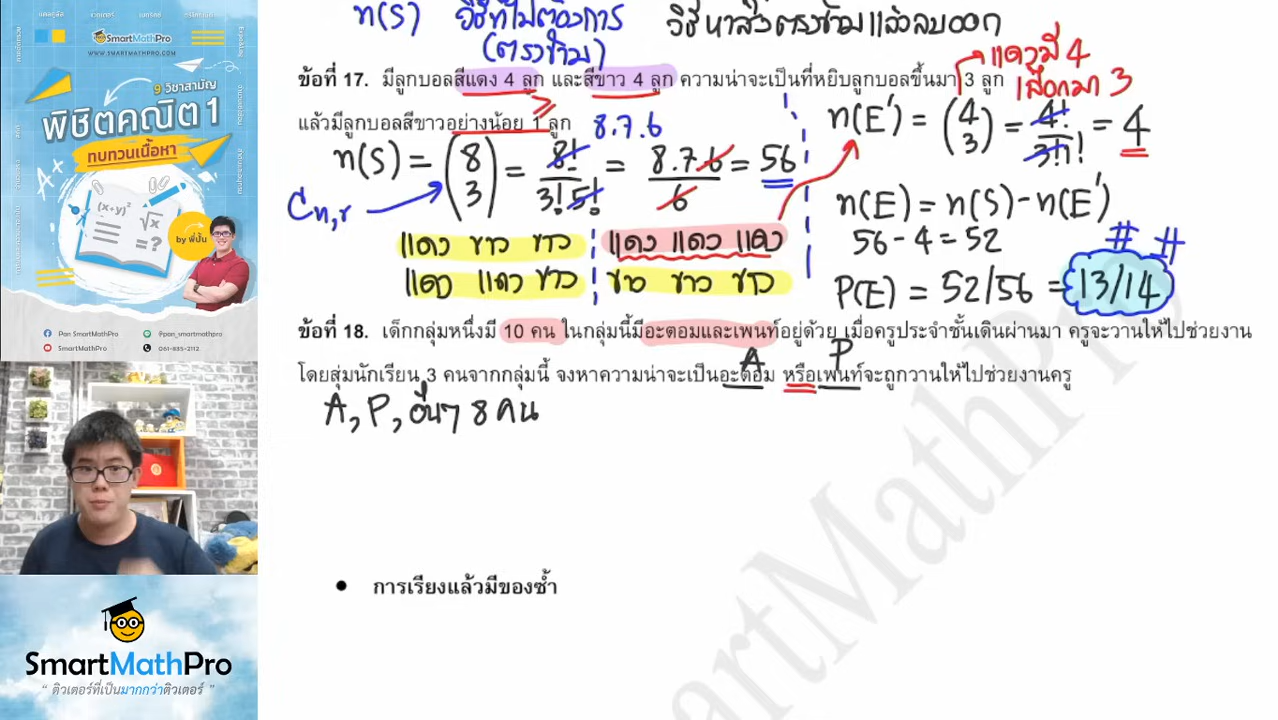 SmartMathPro
WWW.SMARTMATHPRO.COM
9 วิชาสามัญ
พิชิตคณิต 1
ทบทวนเนื้อหา
by พี่ปั้น
Pan SmartMathPro
@pan_smartmathpro
SmartMathPro
061-835-2112
SmartMathPro
“ ติวเตอร์ที่เป็นมากกว่าติวเตอร์ ”
n(S) วิธีที่ไม่ต้องการ วิธีหาสิ่งตรงข้ามแล้วลบออก
(ตรงข้าม)
ข้อที่ 17. มีลูกบอลสีแดง 4 ลูก และสีขาว 4 ลูก ความน่าจะเป็นที่หยิบลูกบอลขึ้นมา 3 ลูก
แล้วมีลูกบอลสีขาวอย่างน้อย 1 ลูก 8.7.6
แดงมี 4
เลือกมา 3
n(S) = (8 3) = 8!/3!5! = 8.7.6/6 = 56
Cn,r
แดง ขาว ขาว แดง แดง แดง
แดง แดง ขาว ขาว ขาว ขาว
n(E') = (4 3) = 4!/3!1! = 4
n(E) = n(S) - n(E')
56 - 4 = 52
P(E) = 52/56 = 13/14 # #
ข้อที่ 18. เด็กกลุ่มหนึ่งมี 10 คน ในกลุ่มนี้มีอะตอมและเพนท์อยู่ด้วย เมื่อครูประจำชั้นเดินผ่านมา ครูจะวานให้ไปช่วยงาน
A P
โดยสุ่มนักเรียน 3 คนจากกลุ่มนี้ จงหาความน่าจะเป็นอะตอม หรือเพนท์จะถูกวานให้ไปช่วยงานครู
A, P, อื่นๆ 8 คน
• การเรียงแล้วมีของซ้ำ
SmartMathPro